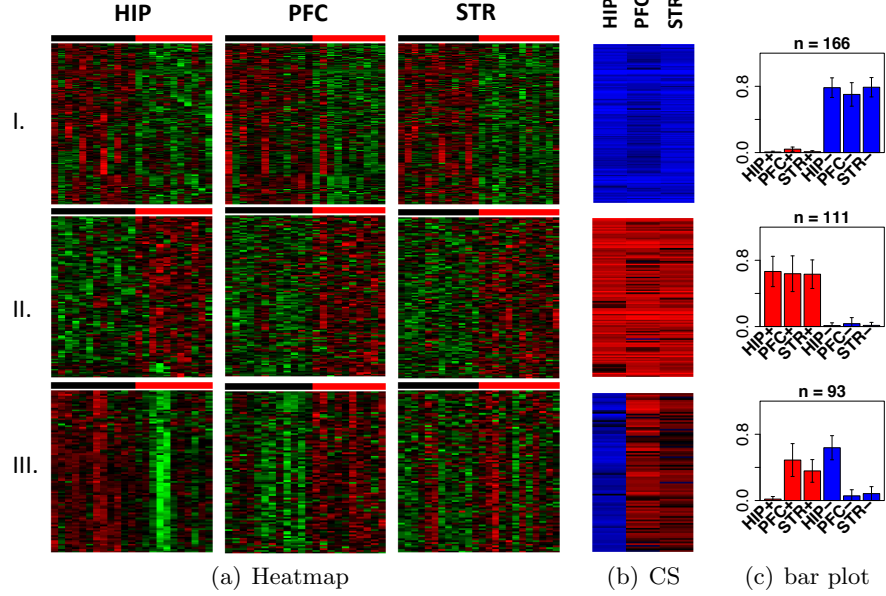 HIP PFC STR
HIP
PFC
STR
I.
n = 166
0.8
0.0
HIP+
PFC+
STR+
HIP−
PFC−
STR−
II.
n = 111
0.8
0.0
HIP+
PFC+
STR+
HIP−
PFC−
STR−
III.
n = 93
0.8
0.0
HIP+
PFC+
STR+
HIP−
PFC−
STR−
(a) Heatmap (b) CS (c) bar plot